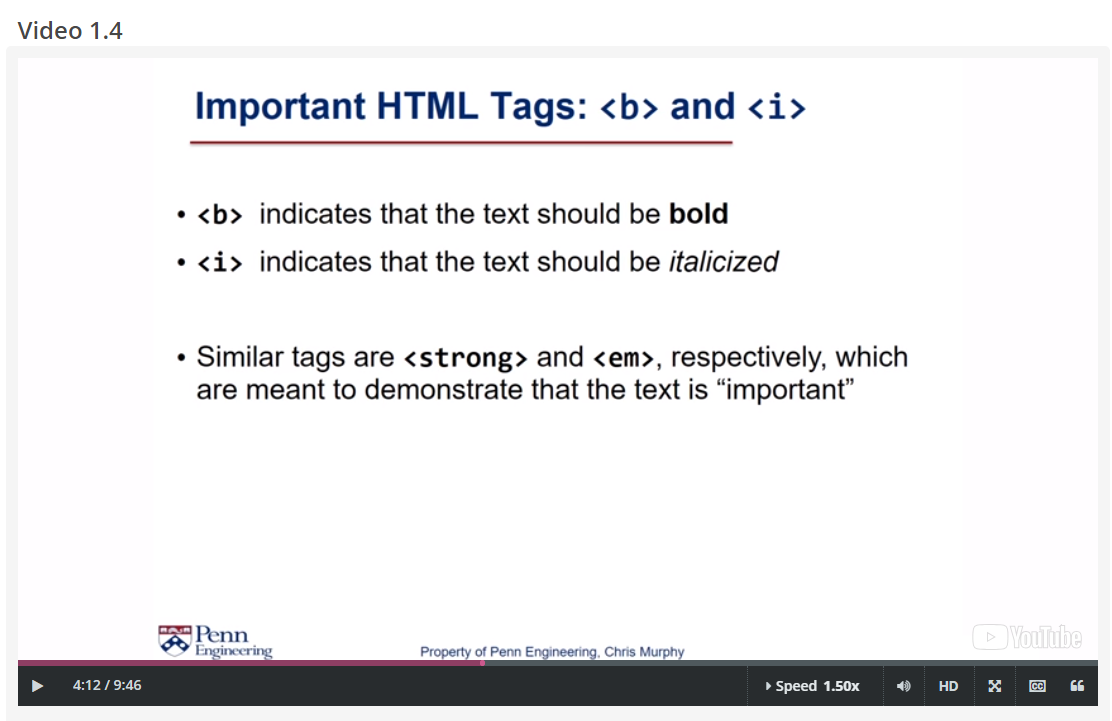 Video 1.4
Important HTML Tags: <b> and <i>
• <b> indicates that the text should be bold
• <i> indicates that the text should be italicized
• Similar tags are <strong> and <em>, respectively, which
are meant to demonstrate that the text is “important”
Penn
Engineering
Property of Penn Engineering, Chris Murphy
YouTube
4:12 / 9:46
Speed 1.50x
HD
CC